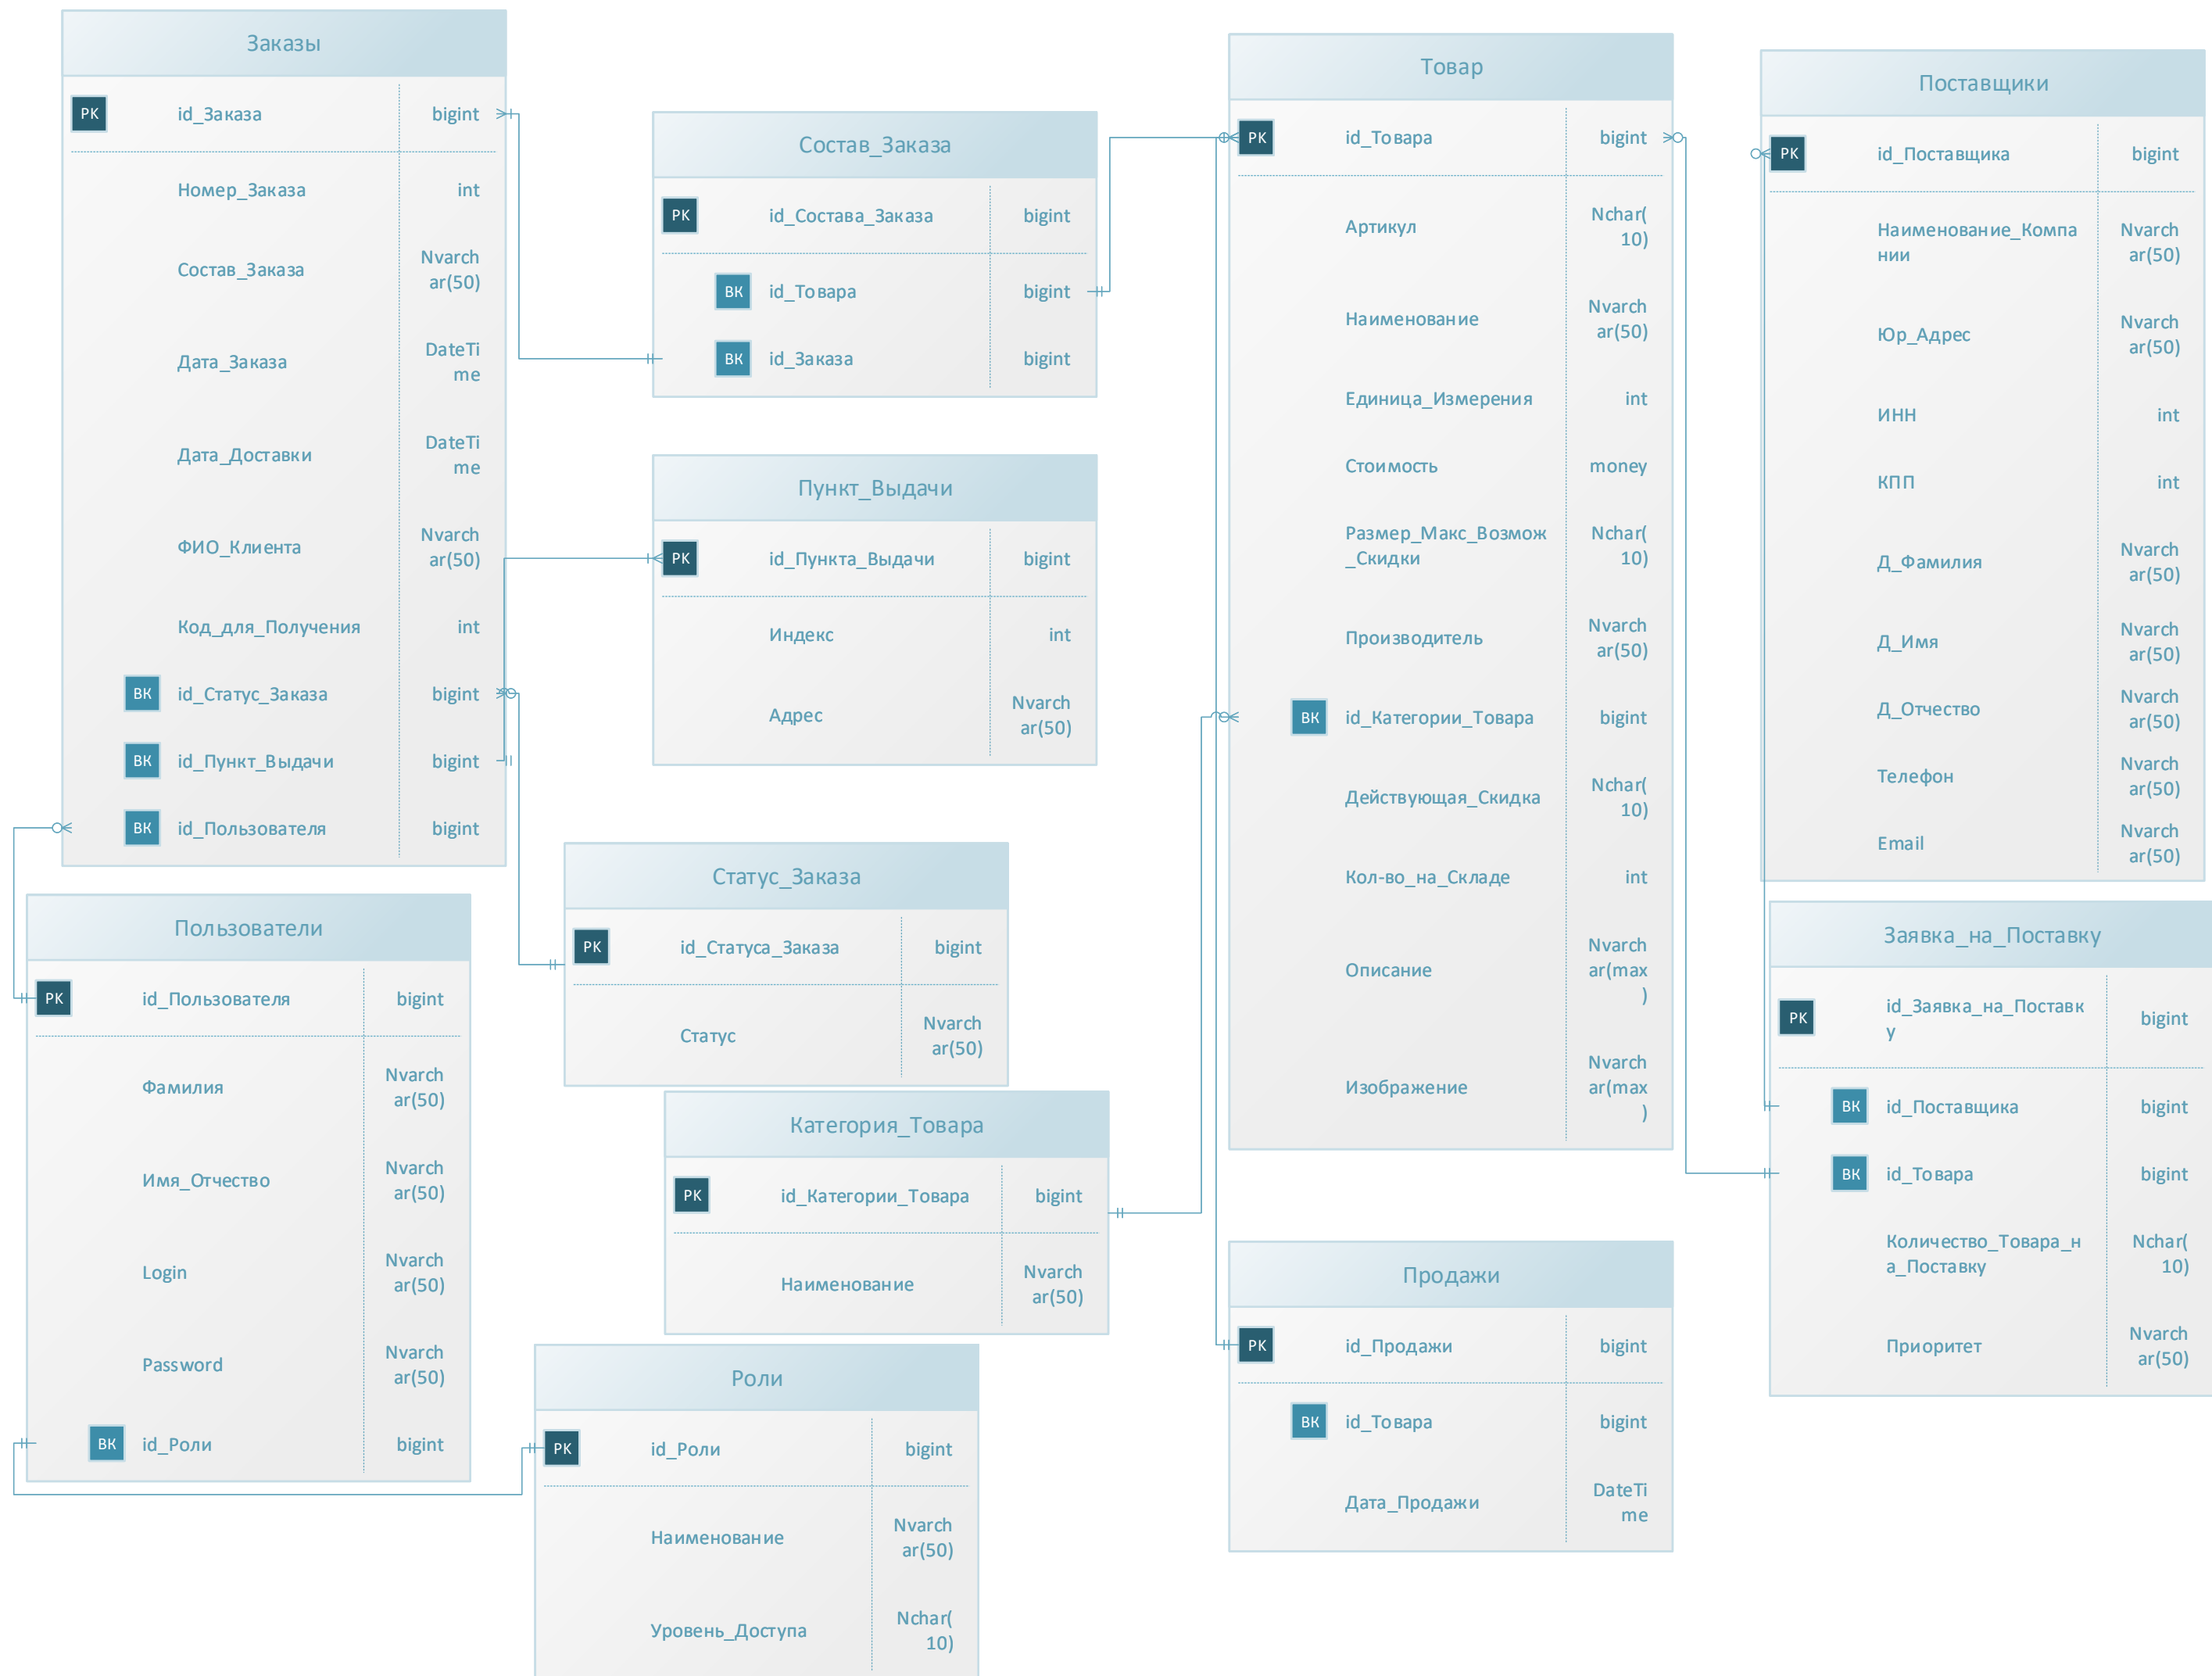 Заказы
PK id_Заказа bigint
Номер_Заказа int
Состав_Заказа Nvarch
ar(50)
Дата_Заказа DateTi
me
Дата_Доставки DateTi
me
ФИО_Клиента Nvarch
ar(50)
Код_для_Получения int
ВК id_Статус_Заказа bigint
ВК id_Пункт_Выдачи bigint
ВК id_Пользователя bigint
Пользователи
PK id_Пользователя bigint
Фамилия Nvarch
ar(50)
Имя_Отчество Nvarch
ar(50)
Login Nvarch
ar(50)
Password Nvarch
ar(50)
ВК id_Роли bigint
Состав_Заказа
PK id_Состава_Заказа bigint
ВК id_Товара bigint
ВК id_Заказа bigint
Пункт_Выдачи
PK id_Пункта_Выдачи bigint
Индекс int
Адрес Nvarch
ar(50)
Статус_Заказа
PK id_Статуса_Заказа bigint
Статус Nvarch
ar(50)
Категория_Товара
PK id_Категории_Товара bigint
Наименование Nvarch
ar(50)
Роли
PK id_Роли bigint
Наименование Nvarch
ar(50)
Уровень_Доступа Nchar(
10)
Товар
PK id_Товара bigint
Артикул Nchar(
10)
Наименование Nvarch
ar(50)
Единица_Измерения int
Стоимость money
Размер_Макс_Возмож Nchar(
_Скидки 10)
Производитель Nvarch
ar(50)
ВК id_Категории_Товара bigint
Действующая_Скидка Nchar(
10)
Кол-во_на_Складе int
Описание Nvarch
ar(max
)
Изображение Nvarch
ar(max
)
Продажи
PK id_Продажи bigint
ВК id_Товара bigint
Дата_Продажи DateTi
me
Поставщики
PK id_Поставщика bigint
Наименование_Компа Nvarch
нии ar(50)
Юр_Адрес Nvarch
ar(50)
ИНН int
КПП int
Д_Фамилия Nvarch
ar(50)
Д_Имя Nvarch
ar(50)
Д_Отчество Nvarch
ar(50)
Телефон Nvarch
ar(50)
Email Nvarch
ar(50)
Заявка_на_Поставку
PK id_Заявка_на_Поставк bigint
у
ВК id_Поставщика bigint
ВК id_Товара bigint
Количество_Товара_н Nchar(
а_Поставку 10)
Приоритет Nvarch
ar(50)